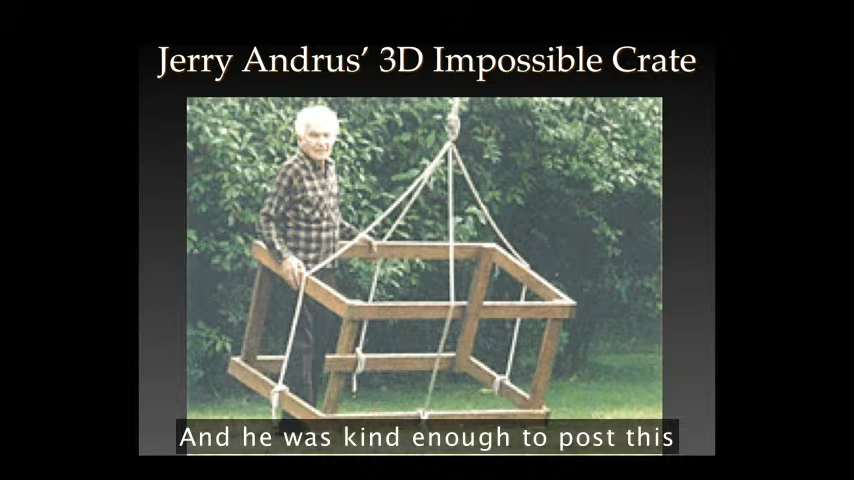 Jerry Andrus’ 3D Impossible Crate
And he was kind enough to post this